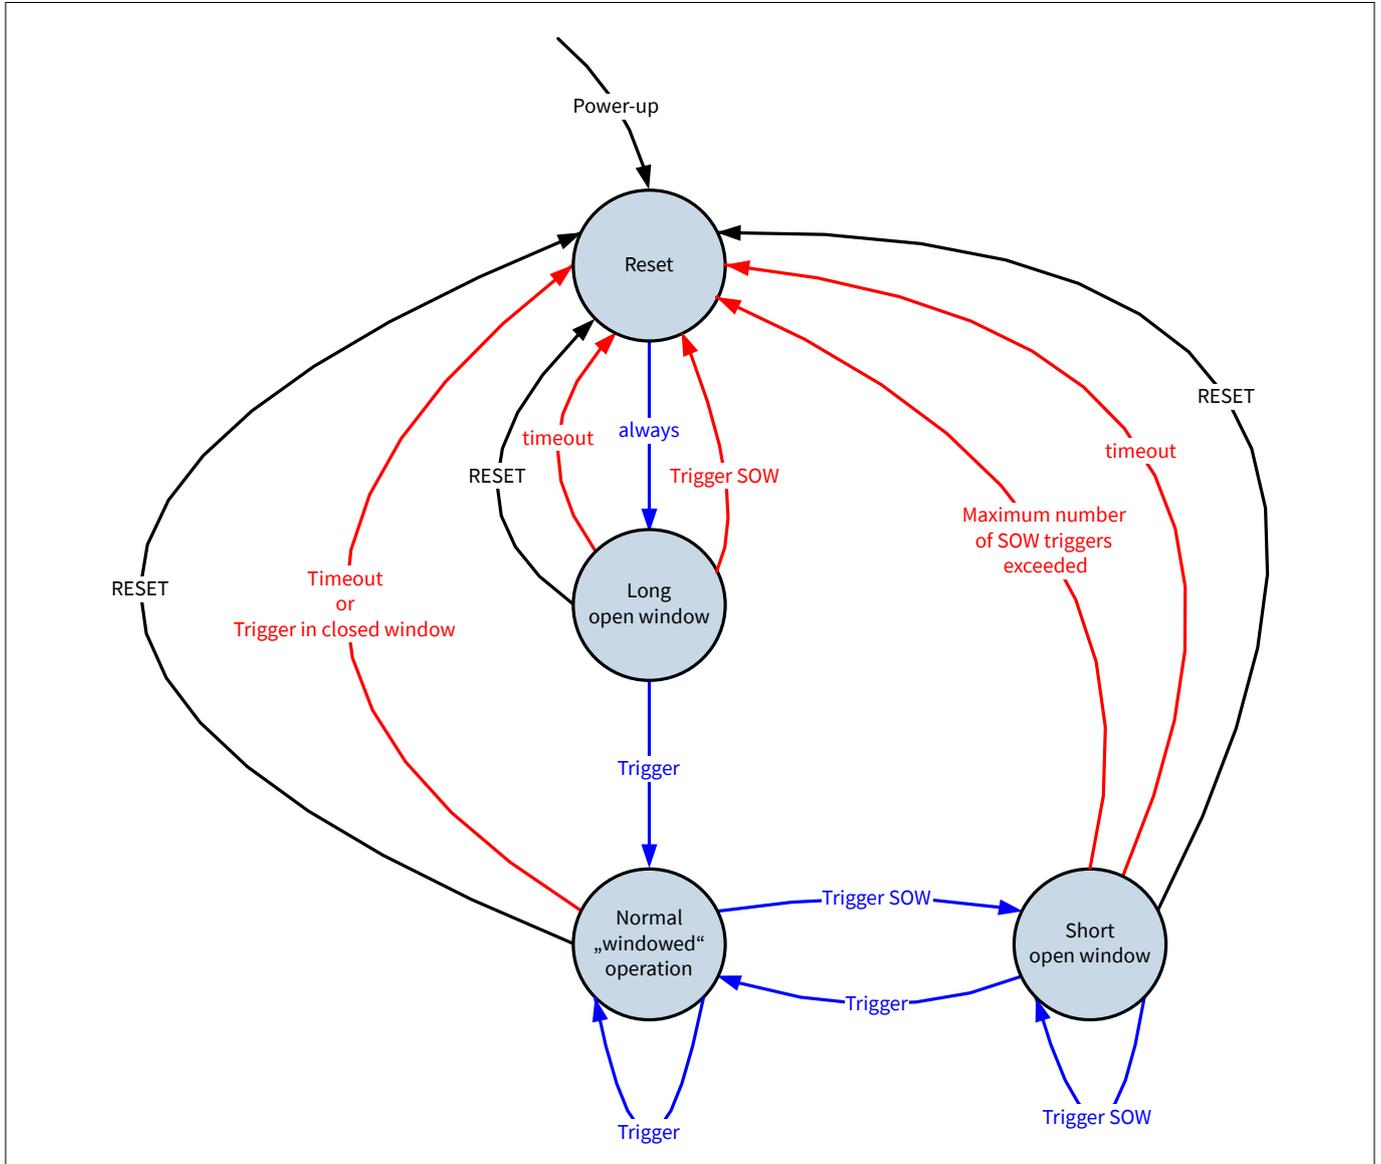 Power-up
Reset
RESET
timeout
always
timeout
RESET
Trigger SOW
Maximum number
of SOW triggers
exceeded
Timeout
or
Trigger in closed window
RESET
Long
open window
Trigger
Trigger SOW
Normal
„windowed“
operation
Short
open window
Trigger
Trigger SOW
Trigger